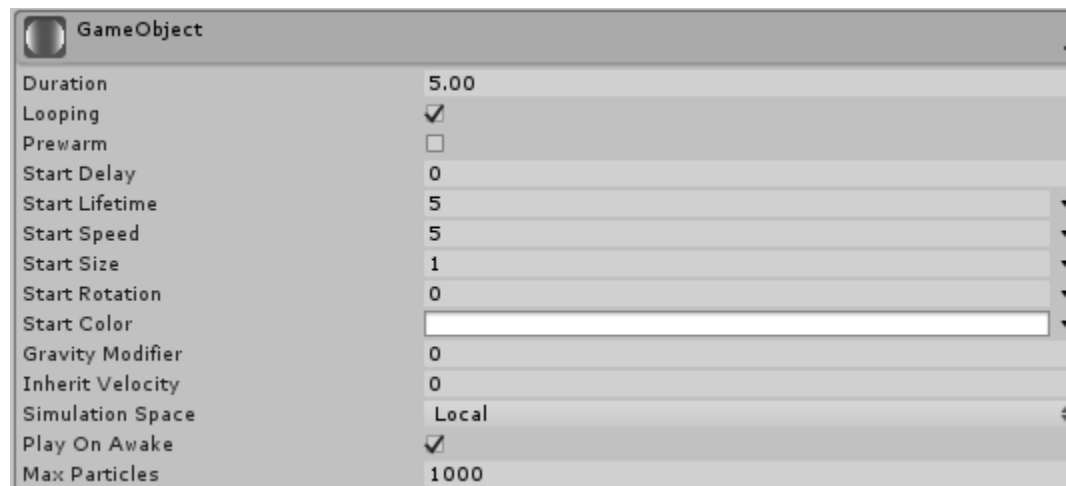 GameObject
Duration 5.00
Looping
Prewarm
Start Delay 0
Start Lifetime 5
Start Speed 5
Start Size 1
Start Rotation 0
Start Color
Gravity Modifier 0
Inherit Velocity 0
Simulation Space Local
Play On Awake
Max Particles 1000